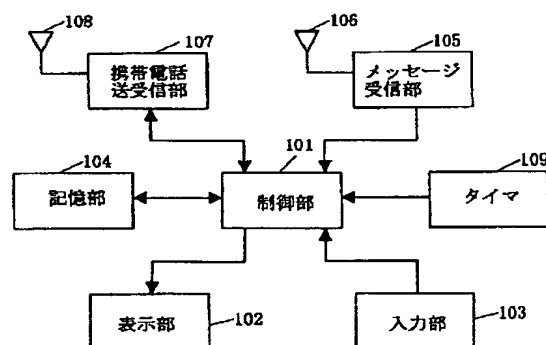 108
107
携帯電話
送受信部
106
105
メッセージ
受信部
104
記憶部
101
制御部
109
タイマ
表示部
102
入力部
103